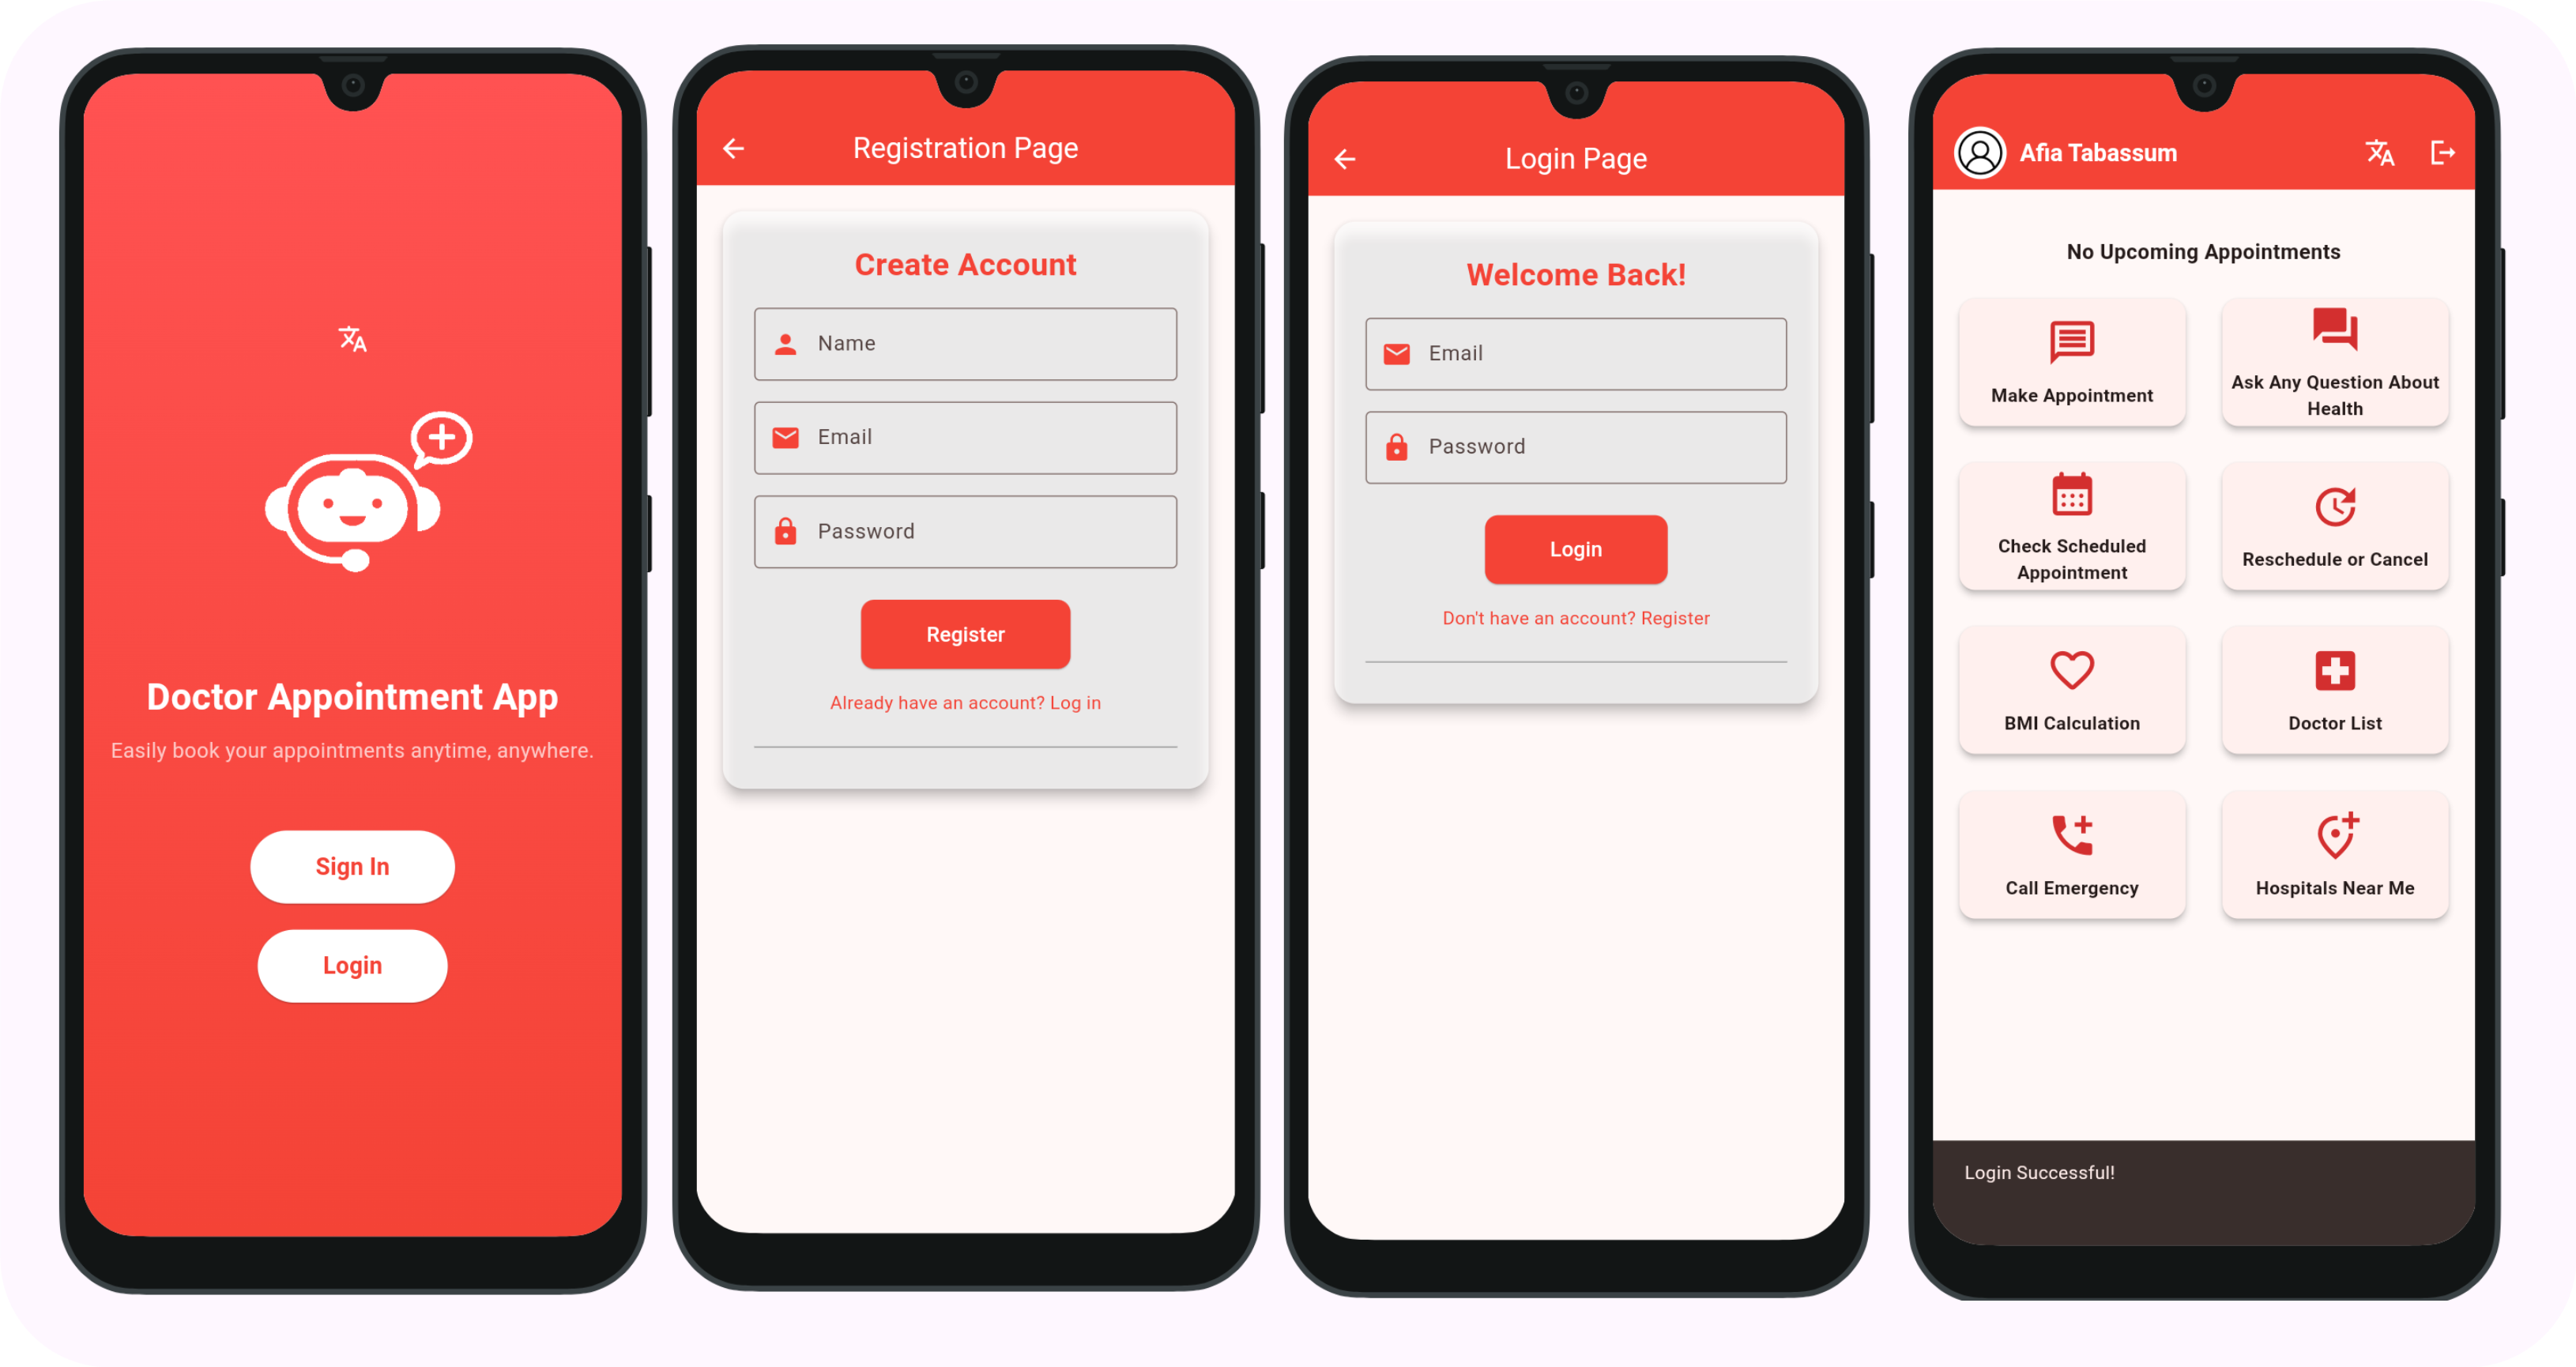 Doctor Appointment App
Easily book your appointments anytime, anywhere.
Sign In
Login
Registration Page
Create Account
Name
Email
Password
Register
Already have an account? Log in
Login Page
Welcome Back!
Email
Password
Login
Don't have an account? Register
Afia Tabassum
No Upcoming Appointments
Make Appointment
Ask Any Question About
Health
Check Scheduled
Appointment
Reschedule or Cancel
BMI Calculation
Doctor List
Call Emergency
Hospitals Near Me
Login Successful!